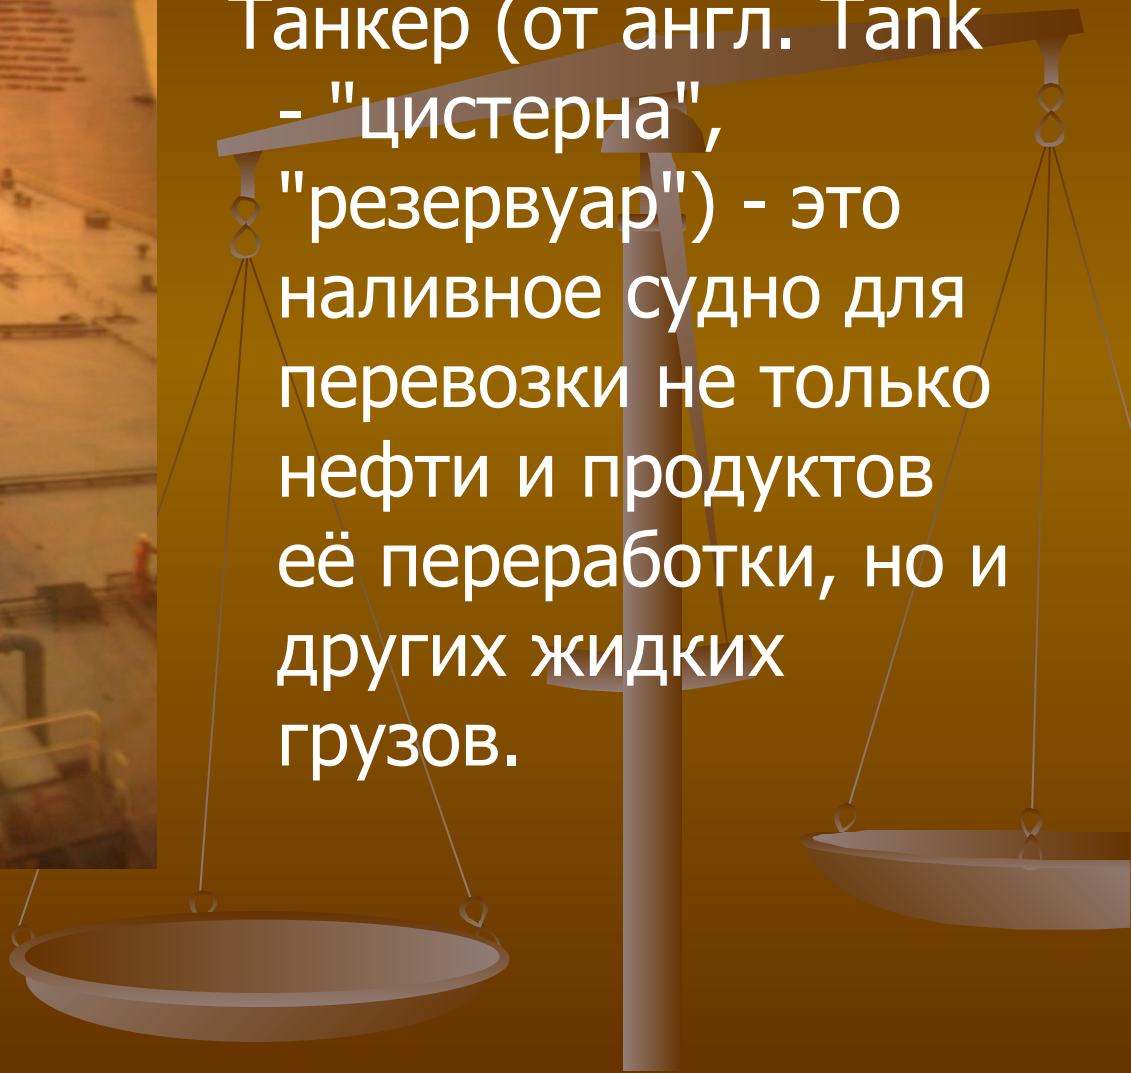 Танкер (от англ. Tank
- "цистерна",
"резервуар") - это
наливное судно для
перевозки не только
нефти и продуктов
её переработки, но и
других жидких
грузов.